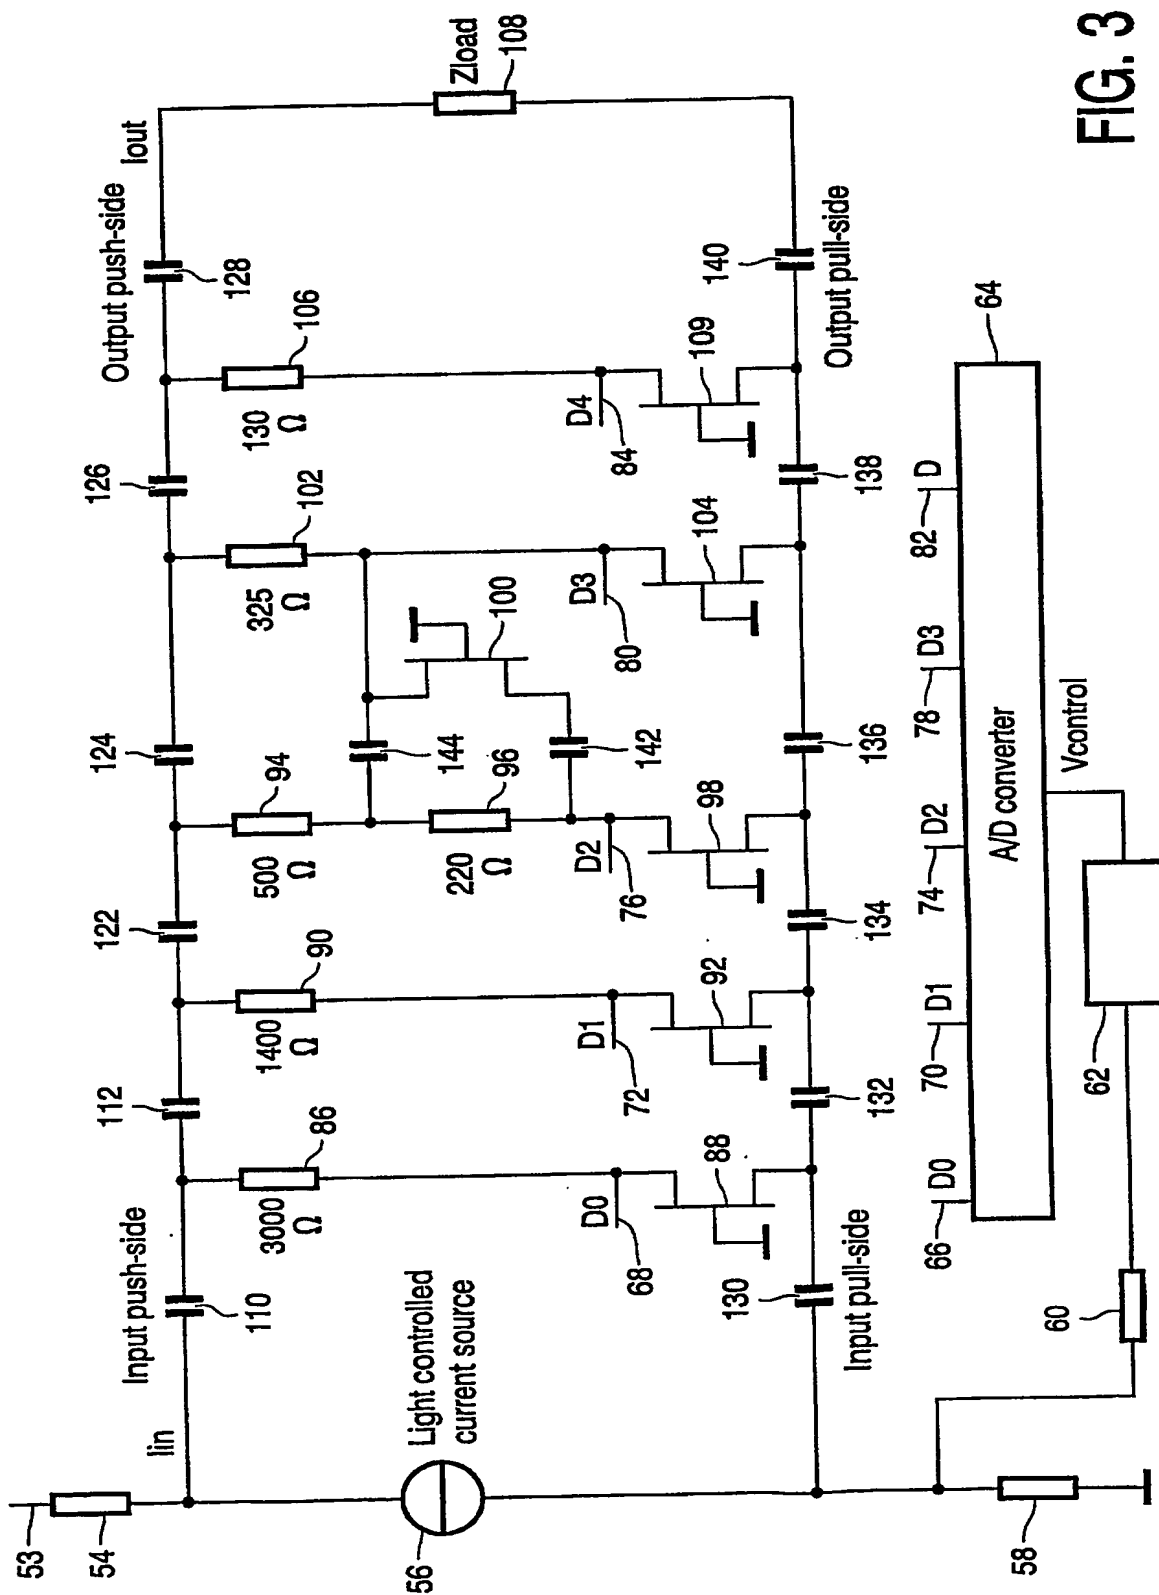 Input push-side
Output push-side
Iin
Iout
110
112
122
124
126
128
53
54
86
3000
Ω
90
1400
Ω
94
500
Ω
144
96
220
Ω
142
100
102
325
Ω
106
130
Ω
Zload
108
Light controlled
current source
56
D0
68
88
D1
72
92
D2
76
98
D3
80
104
D4
84
109
130
132
134
136
138
140
Input pull-side
Output pull-side
58
60
62
Vcontrol
66
D0
70
D1
74
D2
78
D3
82
D
A/D converter
64
FIG. 3